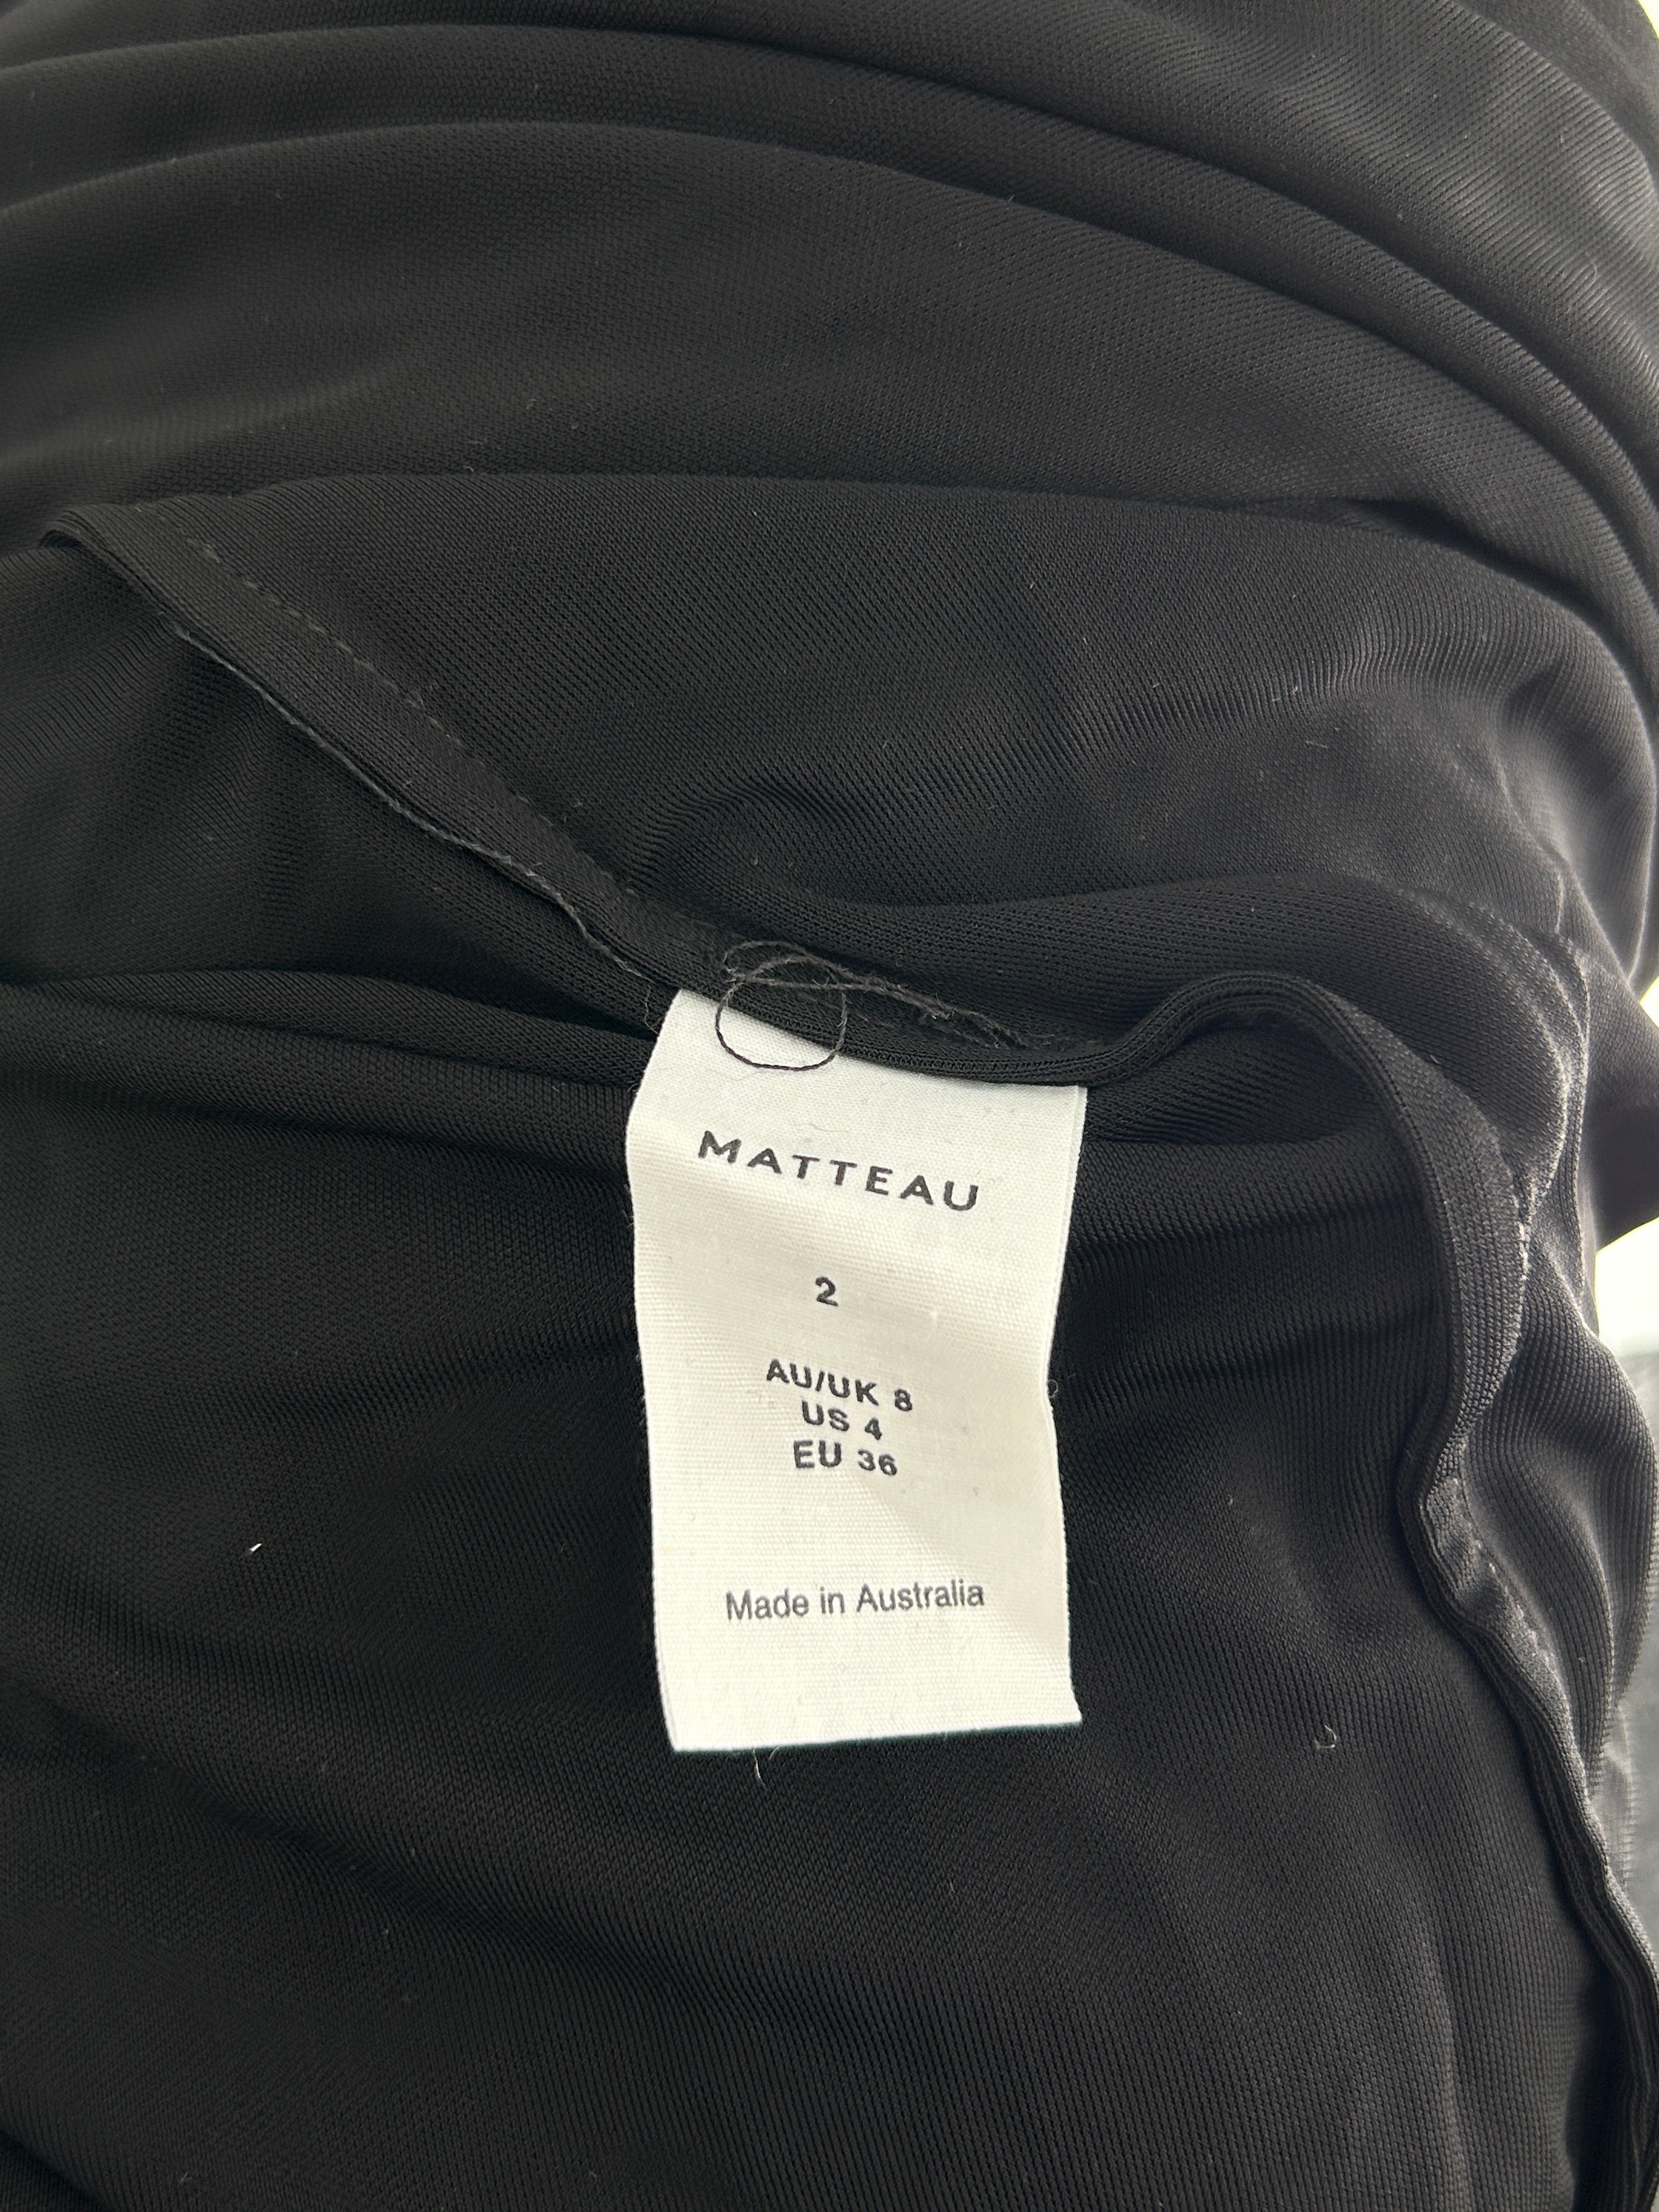 MATTEAU
2
AU/UK 8
US 4
EU 36
Made in Australia